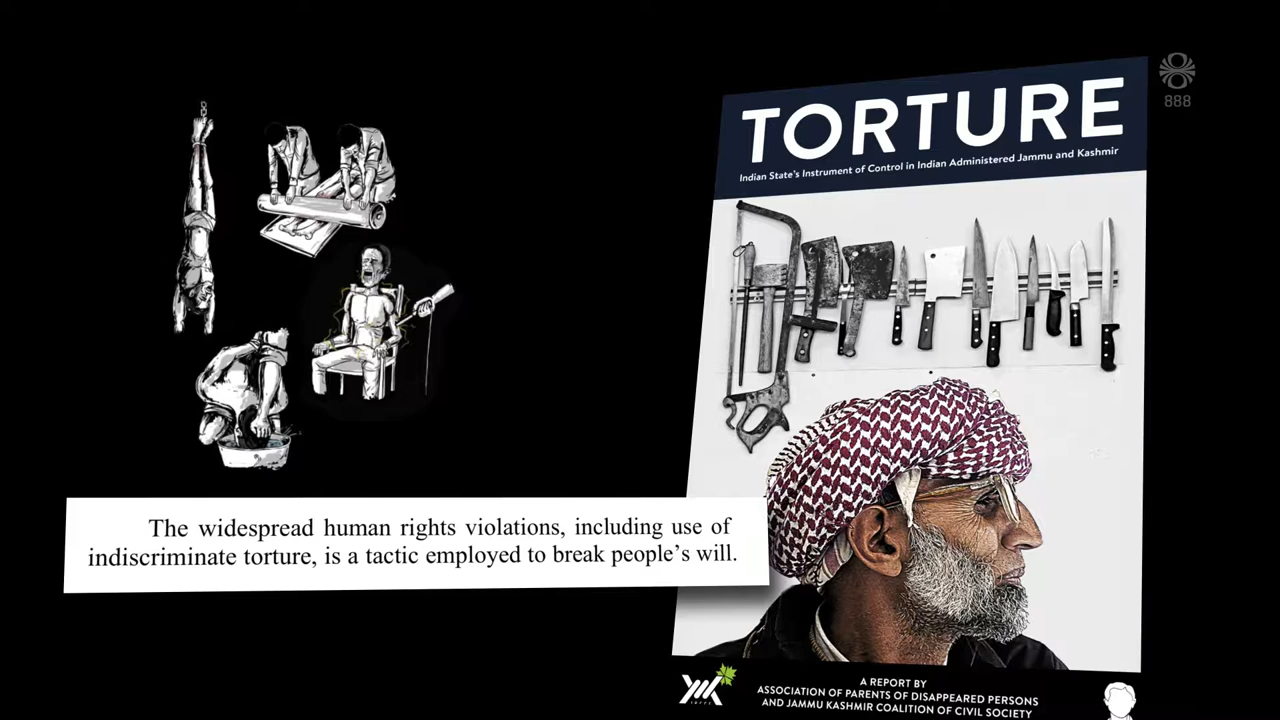 888
TORTURE
Indian State's Instrument of Control in Indian Administered Jammu and Kashmir
The widespread human rights violations, including use of
indiscriminate torture, is a tactic employed to break people's will.
A REPORT BY
ASSOCIATION OF PARENTS OF DISAPPEARED PERSONS
AND JAMMU KASHMIR COALITION OF CIVIL SOCIETY